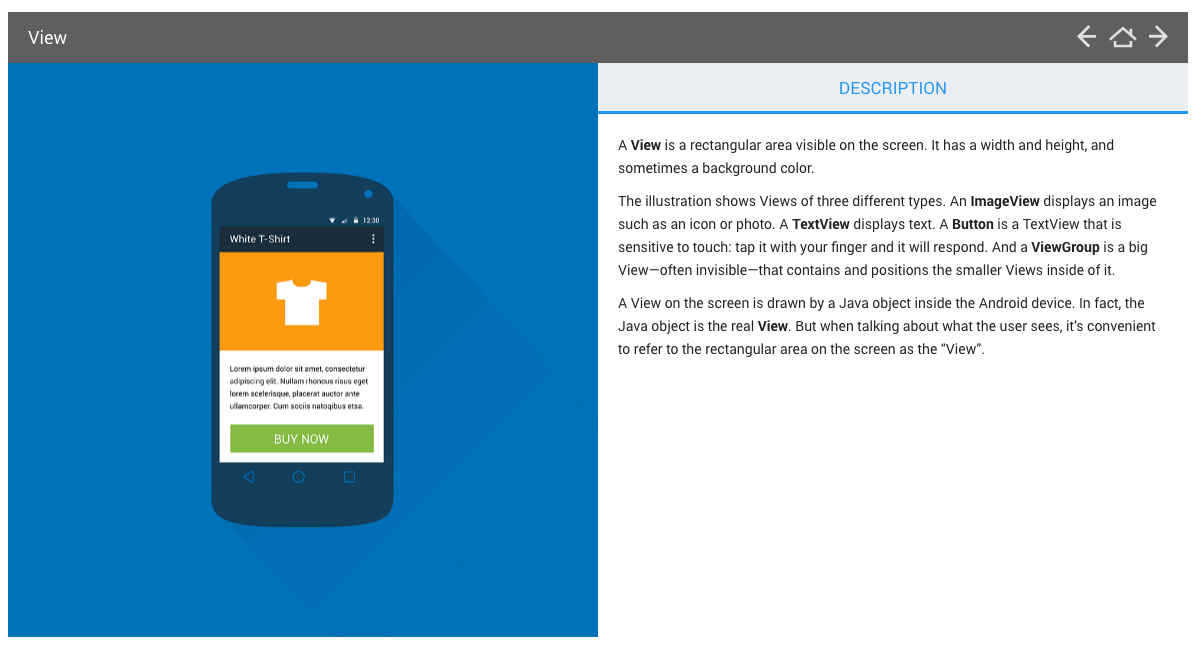 View
DESCRIPTION
12:30
White T-Shirt
Lorem ipsum dolor sit amet, consectetur
adipiscing elit. Nullam rhoncus risus eget
lorem scelerisque, placerat auctor ante
ullamcorper. Cum sociis natoqibus etsa.
BUY NOW
A View is a rectangular area visible on the screen. It has a width and height, and
sometimes a background color.
The illustration shows Views of three different types. An ImageView displays an image
such as an icon or photo. A TextView displays text. A Button is a TextView that is
sensitive to touch: tap it with your finger and it will respond. And a ViewGroup is a big
View—often invisible—that contains and positions the smaller Views inside of it.
A View on the screen is drawn by a Java object inside the Android device. In fact, the
Java object is the real View. But when talking about what the user sees, it’s convenient
to refer to the rectangular area on the screen as the “View”.